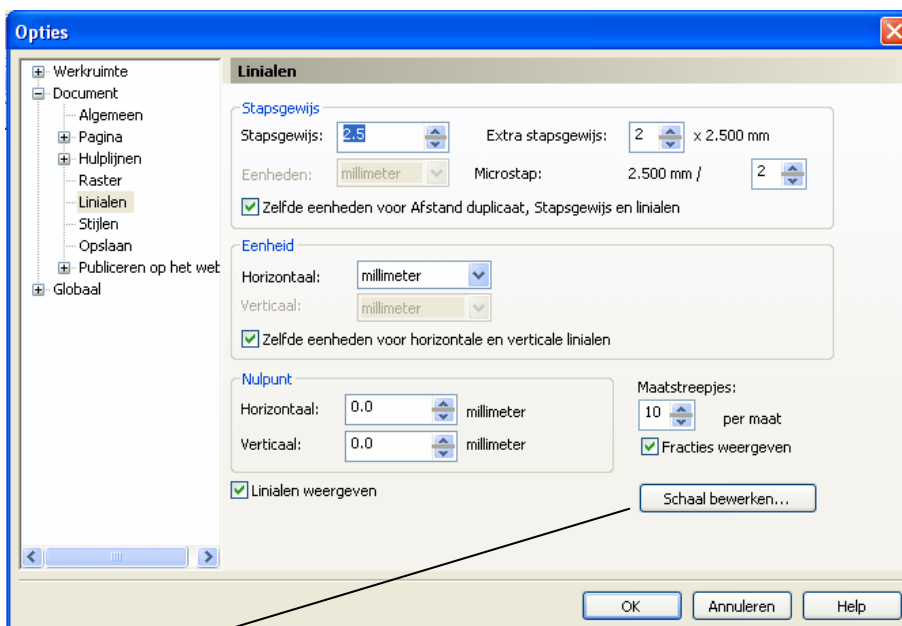 Opties
Werkruimte
Document
Algemeen
Pagina
Hulplijnen
Raster
Linialen
Stijlen
Opslaan
Publiceren op het web
Globaal
Linialen
Stapsgewijs
Stapsgewijs: 2.5 Extra stapsgewijs: 2 x 2.500 mm
Eenheden: millimeter Microstap: 2.500 mm / 2
Zelfde eenheden voor Afstand duplicaat, Stapsgewijs en linialen
Eenheid
Horizontaal: millimeter
Verticaal: millimeter
Zelfde eenheden voor horizontale en verticale linialen
Nulpunt
Horizontaal: 0.0 millimeter
Verticaal: 0.0 millimeter
Maatstreepjes:
10 per maat
Fracties weergeven
Linialen weergeven
Schaal bewerken...
OK Annuleren Help